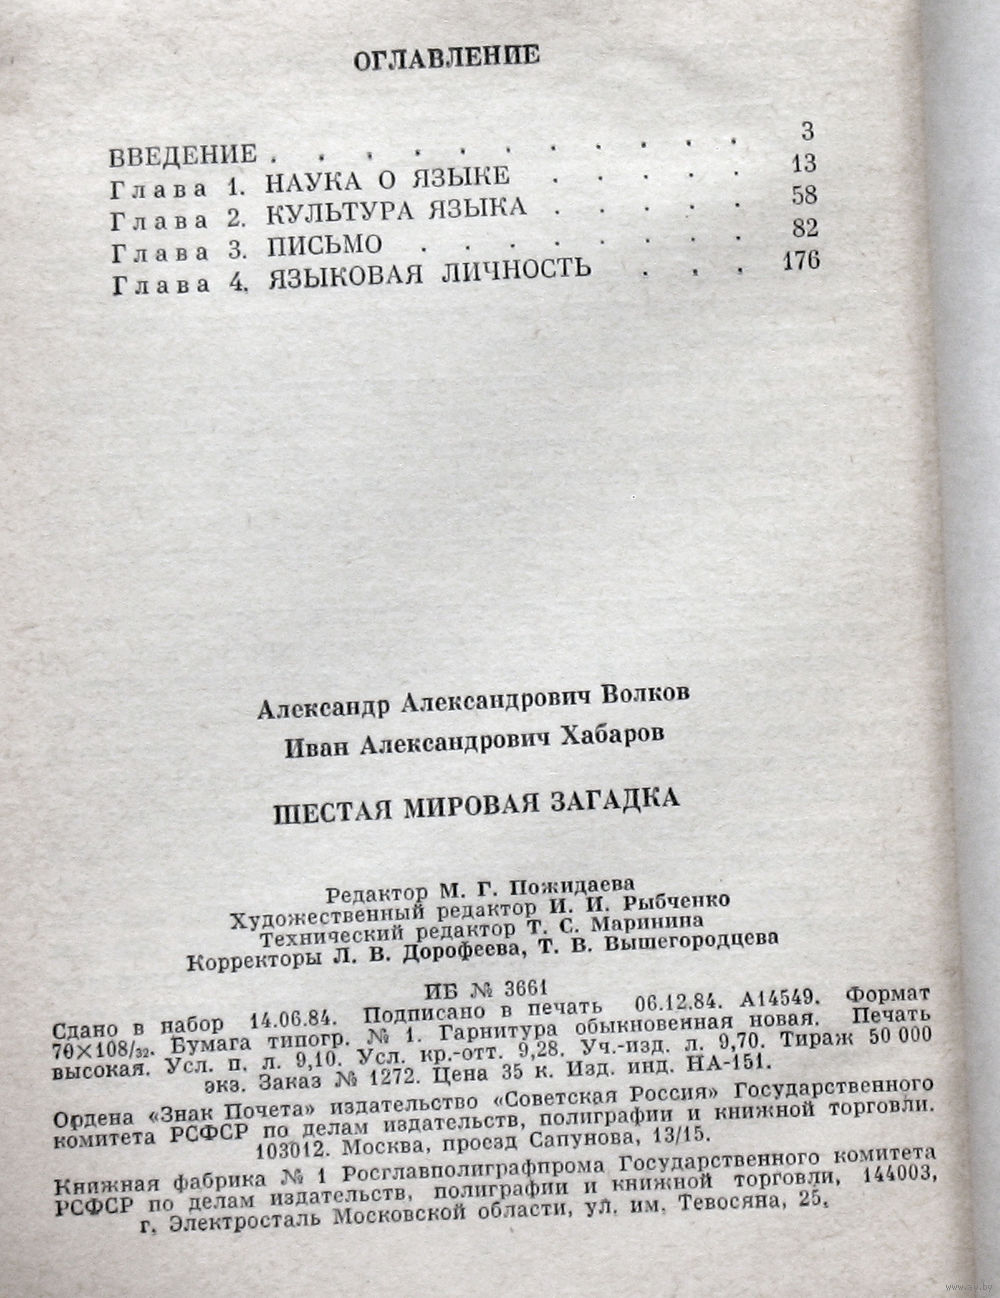 ОГЛАВЛЕНИЕ
ВВЕДЕНИЕ . . . . . . . . . . . 3
Глава 1. НАУКА О ЯЗЫКЕ . . . . . 13
Глава 2. КУЛЬТУРА ЯЗЫКА . . . . . 58
Глава 3. ПИСЬМО . . . . . . . . 82
Глава 4. ЯЗЫКОВАЯ ЛИЧНОСТЬ . . . 176
Александр Александрович Волков
Иван Александрович Хабаров
ШЕСТАЯ МИРОВАЯ ЗАГАДКА
Редактор М. Г. Пожидаева
Художественный редактор И. И. Рыбченко
Технический редактор Т. С. Маринина
Корректоры Л. В. Дорофеева, Т. В. Вышегородцева
ИБ № 3661
Сдано в набор 14.06.84. Подписано в печать 06.12.84. А14549. Формат
70×108/32. Бумага типогр. № 1. Гарнитура обыкновенная новая. Печать
высокая. Усл. п. л. 9,10. Усл. кр.-отт. 9,28. Уч.-изд. л. 9,70. Тираж 50 000
экз. Заказ № 1272. Цена 35 к. Изд. инд. НА-151.
Ордена «Знак Почета» издательство «Советская Россия» Государственного
комитета РСФСР по делам издательств, полиграфии и книжной торговли.
103012. Москва, проезд Сапунова, 13/15.
Книжная фабрика № 1 Росглавполиграфпрома Государственного комитета
РСФСР по делам издательств, полиграфии и книжной торговли, 144003,
г. Электросталь Московской области, ул. им. Тевосяна, 25.
www.ay.by